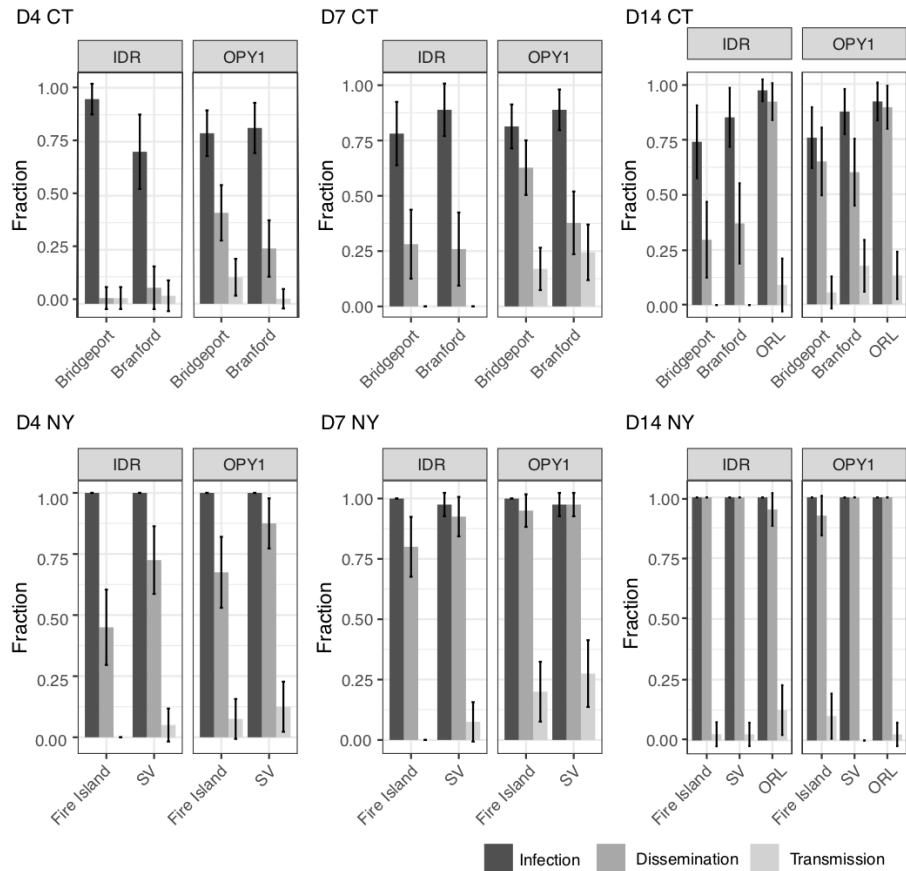 D4 CT
D7 CT
D14 CT
IDR
OPY1
IDR
OPY1
IDR
OPY1
Fraction
1.00
0.75
0.50
0.25
0.00
Bridgeport
Branford
Bridgeport
Branford
Fraction
1.00
0.75
0.50
0.25
0.00
Bridgeport
Branford
Bridgeport
Branford
Fraction
1.00
0.75
0.50
0.25
0.00
Bridgeport
Branford
ORL
Bridgeport
Branford
ORL
D4 NY
D7 NY
D14 NY
IDR
OPY1
IDR
OPY1
IDR
OPY1
Fraction
1.00
0.75
0.50
0.25
0.00
Fire Island
SV
Fire Island
SV
Fraction
1.00
0.75
0.50
0.25
0.00
Fire Island
SV
Fire Island
SV
Fraction
1.00
0.75
0.50
0.25
0.00
Fire Island
SV
ORL
Fire Island
SV
ORL
Infection
Dissemination
Transmission